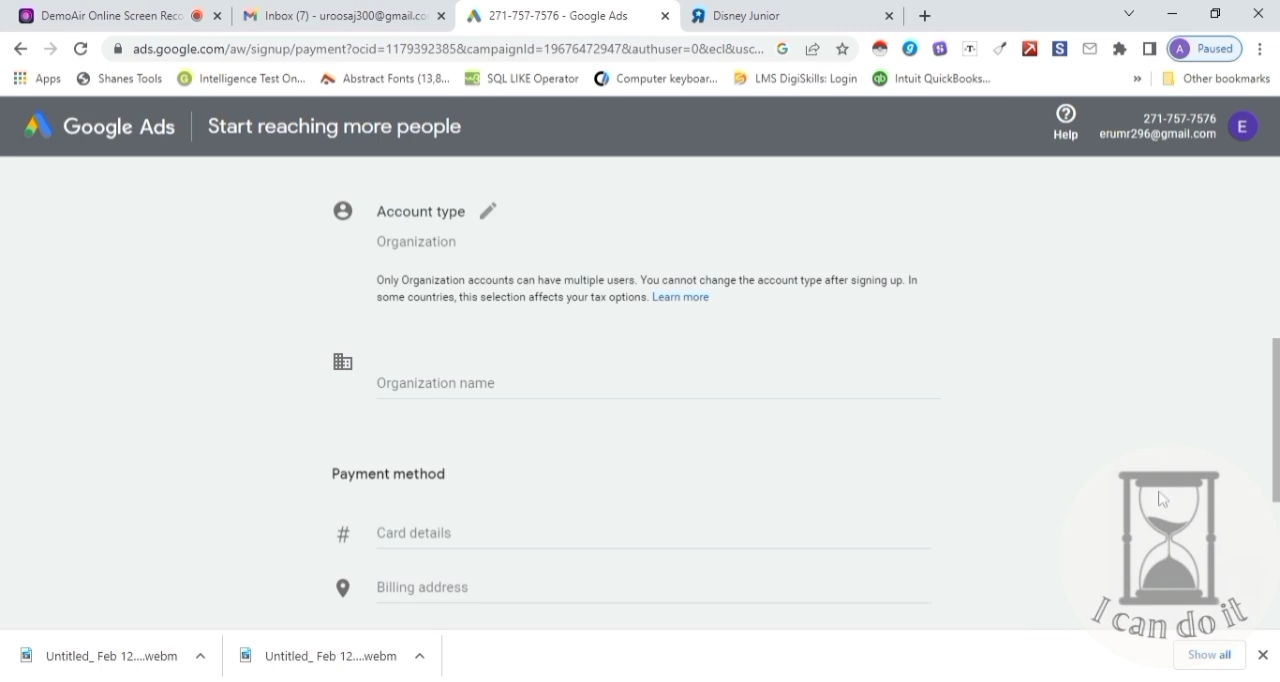 DemoAir Online Screen Reco
Inbox (7) - uroosaj300@gmail.co
271-757-7576 - Google Ads
Disney Junior
ads.google.com/aw/signup/payment?ocid=1179392385&campaignId=19676472947&authuser=0&ecl&usc...
Paused
Apps
Shanes Tools
Intelligence Test On...
Abstract Fonts (13,8...
SQL LIKE Operator
Computer keyboar...
LMS DigiSkills: Login
Intuit QuickBooks...
Other bookmarks
Google Ads
Start reaching more people
Help
271-757-7576
erumr296@gmail.com
E
Account type
Organization
Only Organization accounts can have multiple users. You cannot change the account type after signing up. In
some countries, this selection affects your tax options. Learn more
Organization name
Payment method
# Card details
Billing address
I can do it
Untitled_ Feb 12....webm
Untitled_ Feb 12....webm
Show all